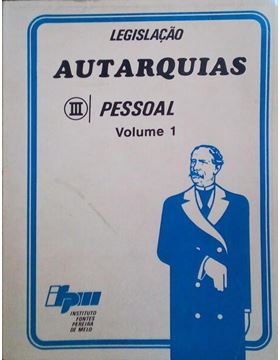 LEGISLAÇÃO
AUTARQUIAS
III PESSOAL
Volume 1
ifpm
INSTITUTO
FONTES
PEREIRA
DE MELO